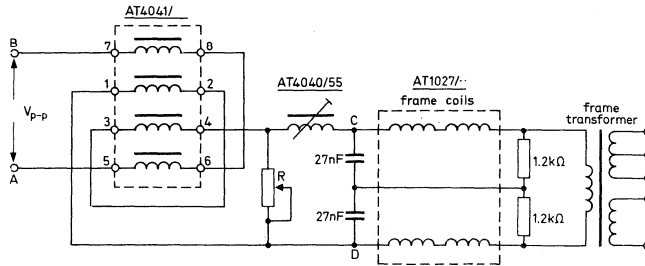 AT4041/
B
7
8
1
2
AT4040/55
AT1027/··
frame coils
frame
transformer
V p-p
3
4
C
27nF
1.2kΩ
5
6
A
R
27nF
1.2kΩ
D